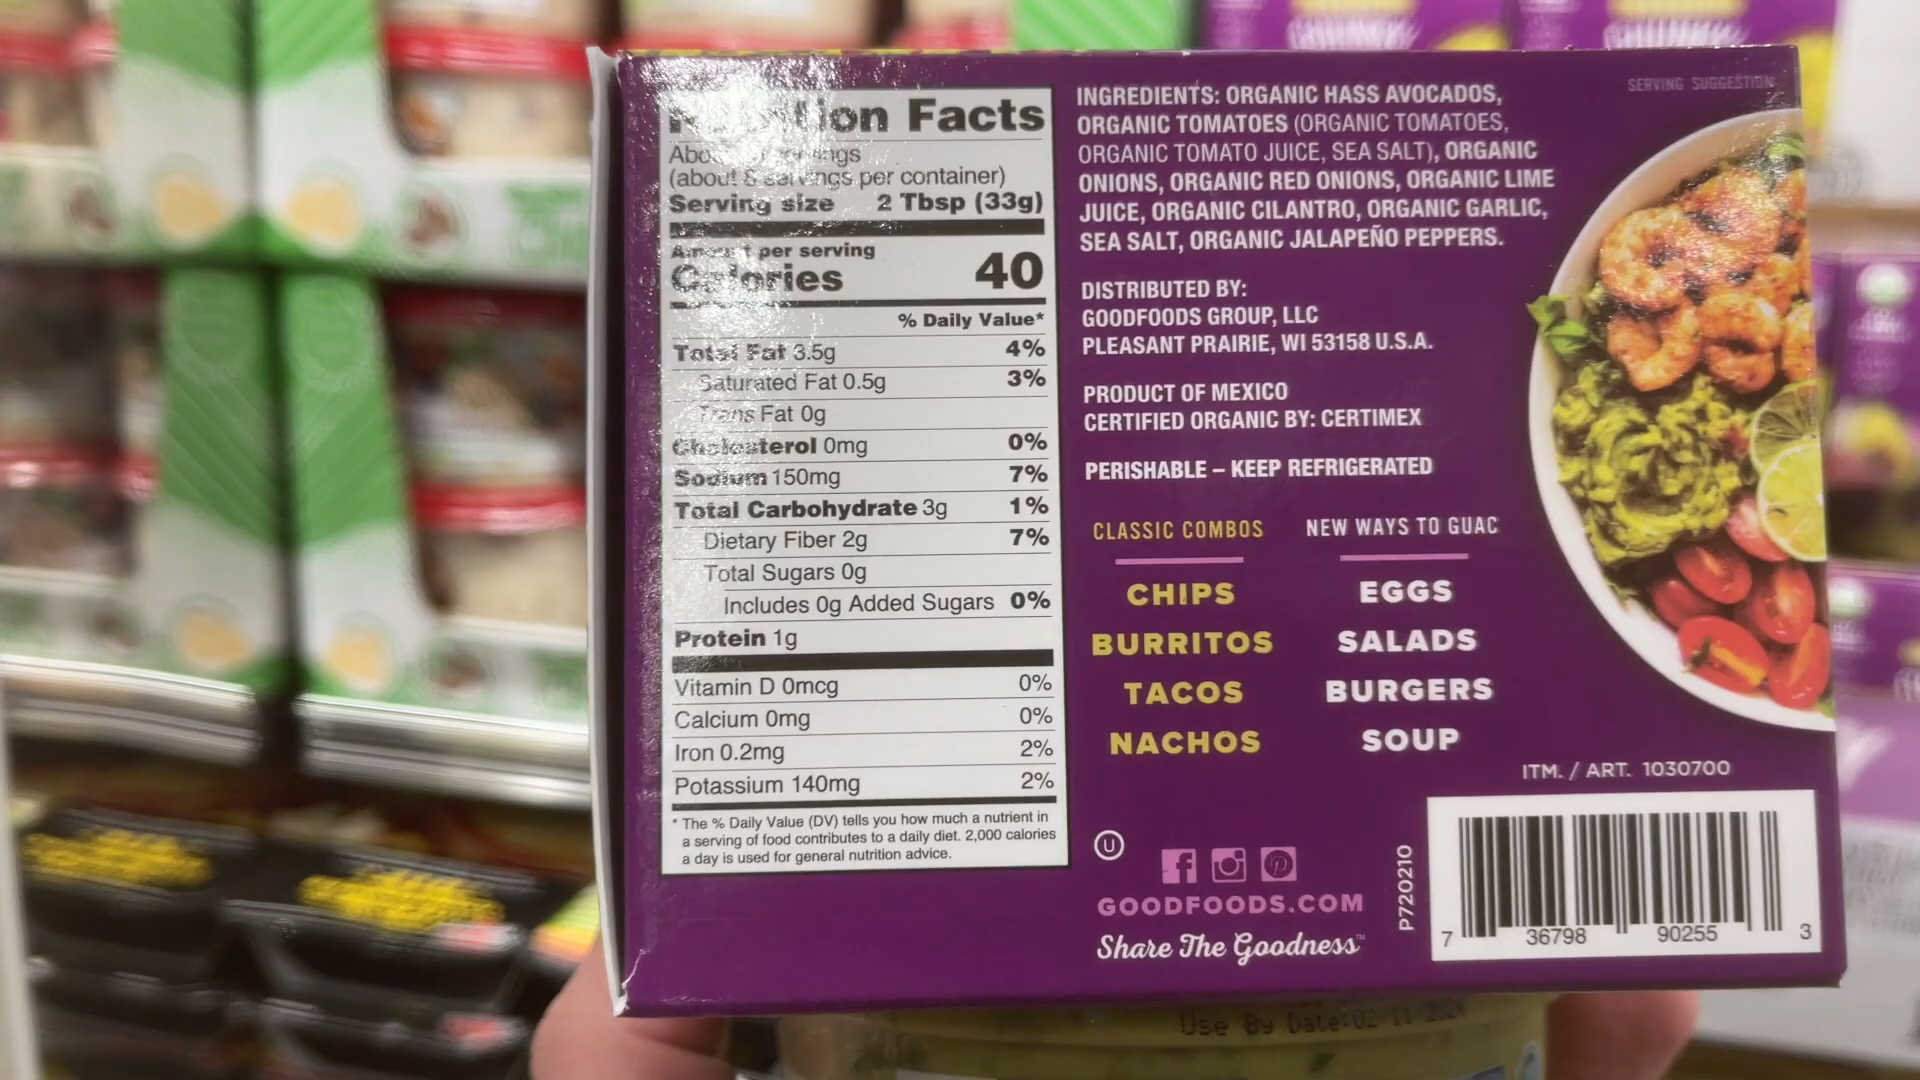 Nutrition Facts
(about 8 servings per container)
Serving size 2 Tbsp (33g)
Amount per serving
Calories 40
% Daily Value*
Total Fat 3.5g 4%
Saturated Fat 0.5g 3%
Trans Fat 0g
Cholesterol 0mg 0%
Sodium 150mg 7%
Total Carbohydrate 3g 1%
Dietary Fiber 2g 7%
Total Sugars 0g
Includes 0g Added Sugars 0%
Protein 1g
Vitamin D 0mcg 0%
Calcium 0mg 0%
Iron 0.2mg 2%
Potassium 140mg 2%
* The % Daily Value (DV) tells you how much a nutrient in
a serving of food contributes to a daily diet. 2,000 calories
a day is used for general nutrition advice.
INGREDIENTS: ORGANIC HASS AVOCADOS,
ORGANIC TOMATOES (ORGANIC TOMATOES,
ORGANIC TOMATO JUICE, SEA SALT), ORGANIC
ONIONS, ORGANIC RED ONIONS, ORGANIC LIME
JUICE, ORGANIC CILANTRO, ORGANIC GARLIC,
SEA SALT, ORGANIC JALAPEÑO PEPPERS.
DISTRIBUTED BY:
GOODFOODS GROUP, LLC
PLEASANT PRAIRIE, WI 53158 U.S.A.
PRODUCT OF MEXICO
CERTIFIED ORGANIC BY: CERTIMEX
PERISHABLE – KEEP REFRIGERATED
CLASSIC COMBOS
CHIPS
BURRITOS
TACOS
NACHOS
NEW WAYS TO GUAC
EGGS
SALADS
BURGERS
SOUP
SERVING SUGGESTION
U
GOODFOODS.COM
Share The Goodness™
ITM. / ART. 1030700
P720210
7 36798 90255 3
Use By Date:02 11 2024
CHUNKY